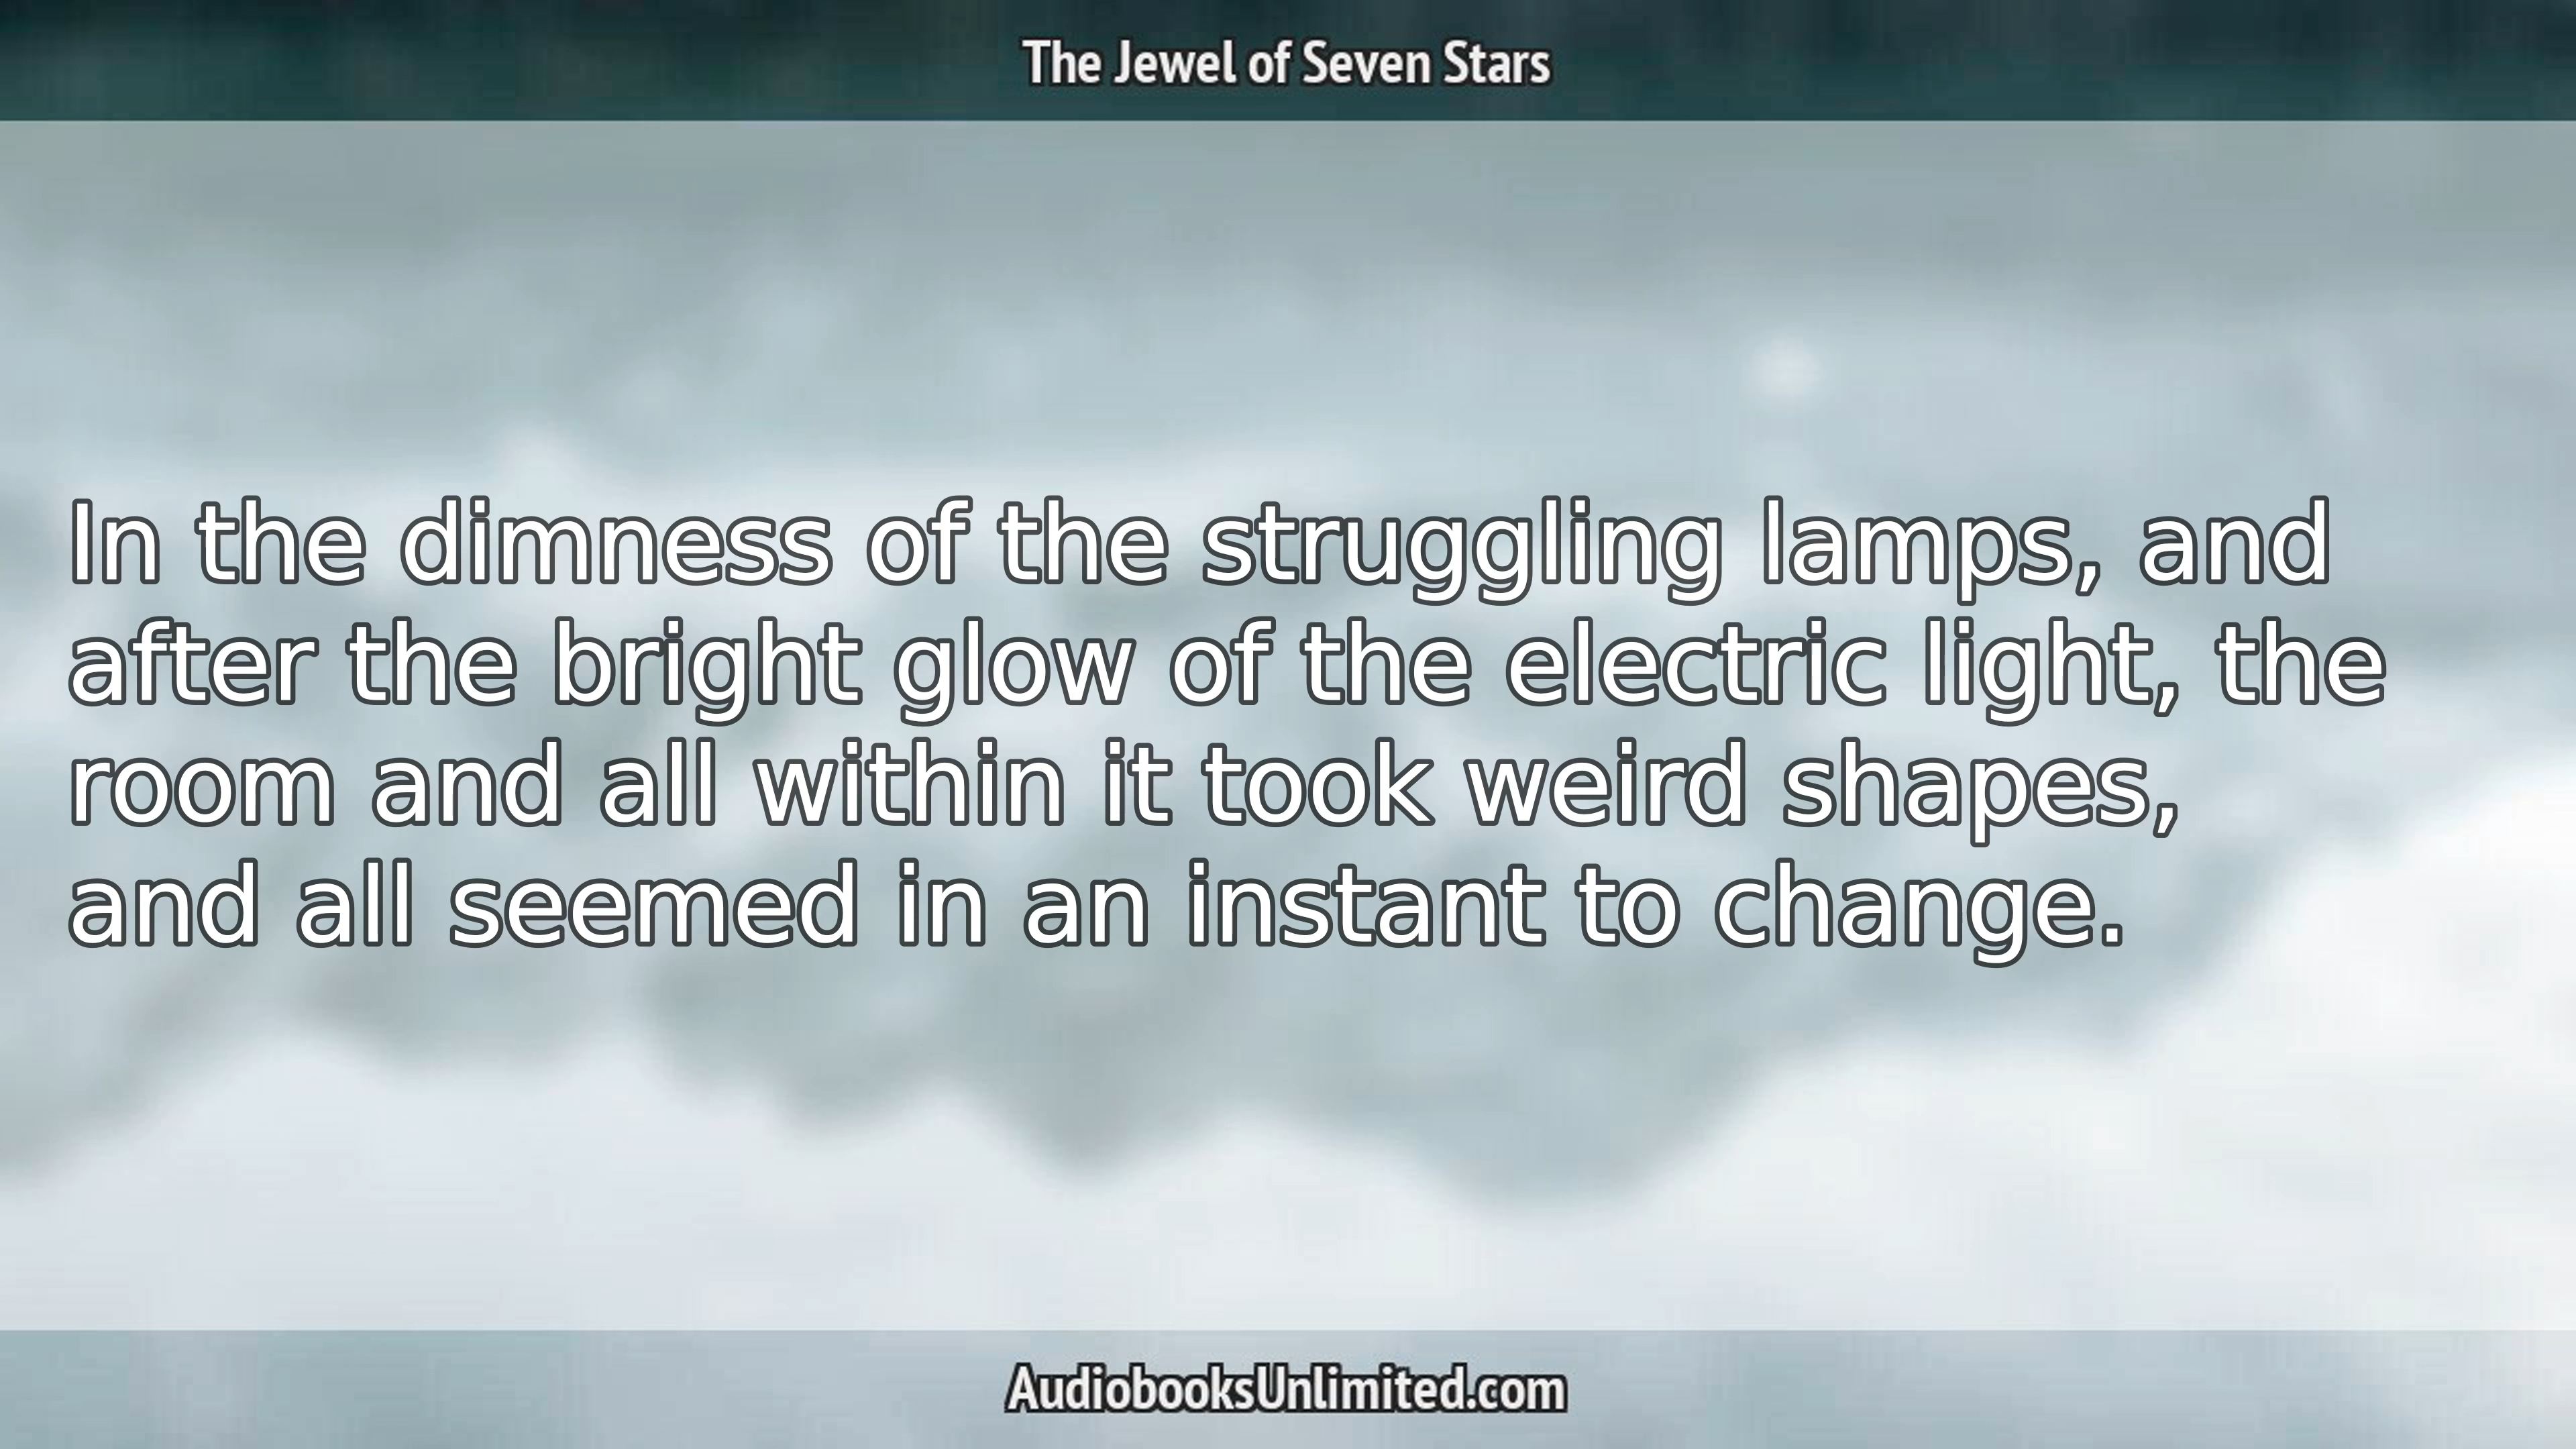 The Jewel of Seven Stars
In the dimness of the struggling lamps, and
after the bright glow of the electric light, the
room and all within it took weird shapes,
and all seemed in an instant to change.
AudiobooksUnlimited.com